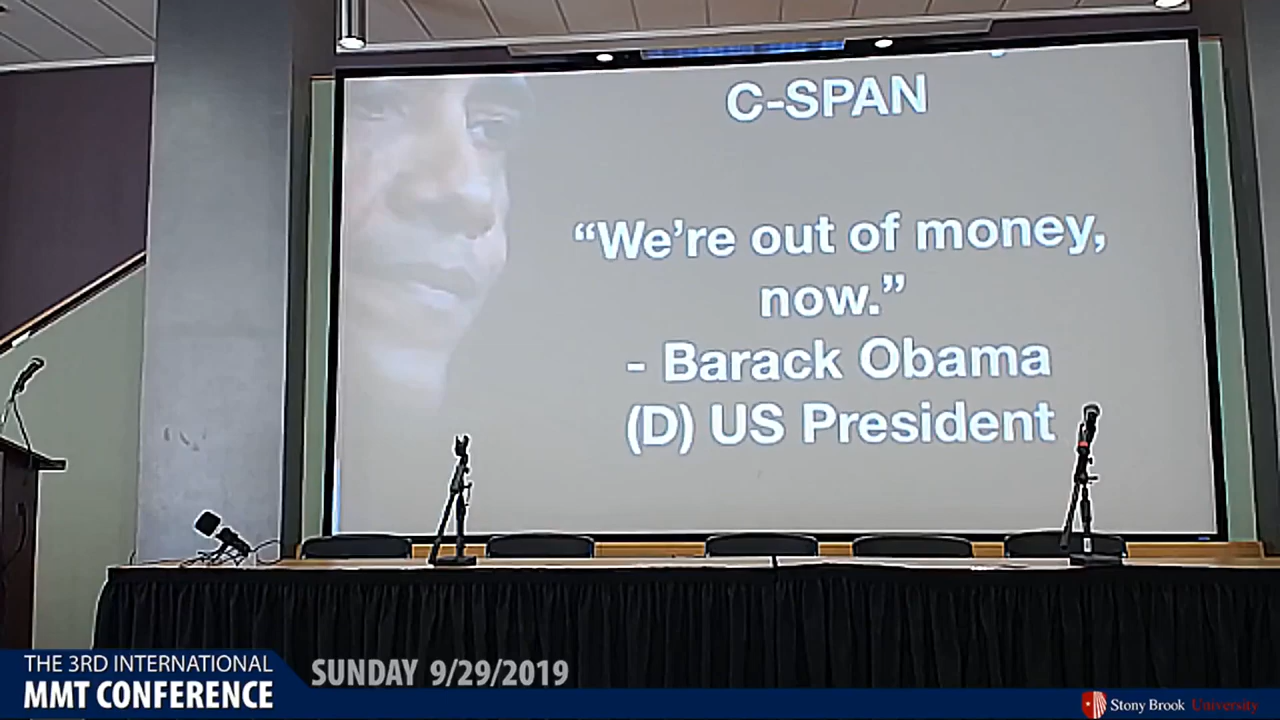 C-SPAN
“We’re out of money,
now.”
- Barack Obama
(D) US President
THE 3RD INTERNATIONAL
MMT CONFERENCE
SUNDAY 9/29/2019
Stony Brook University